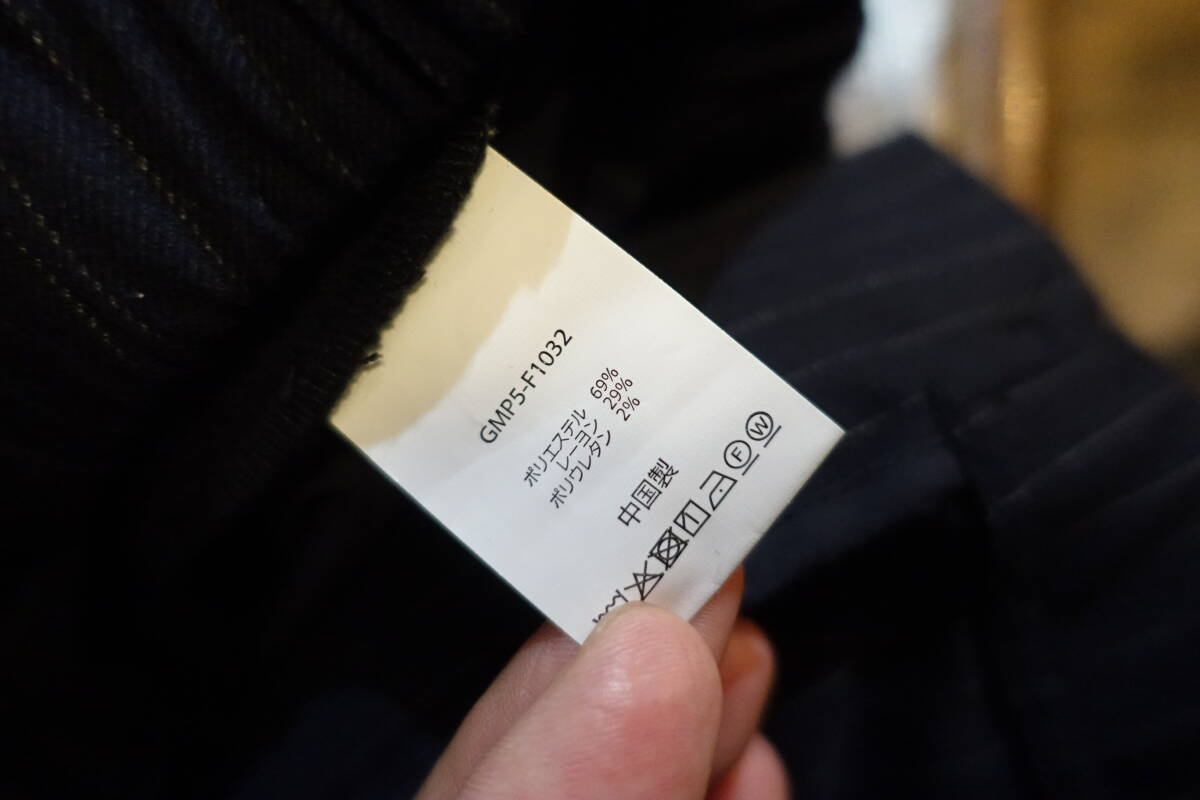 GMP5-F1032
ポリエステル 69%
レーヨン 29%
ポリウレタン 2%
中国製
F W